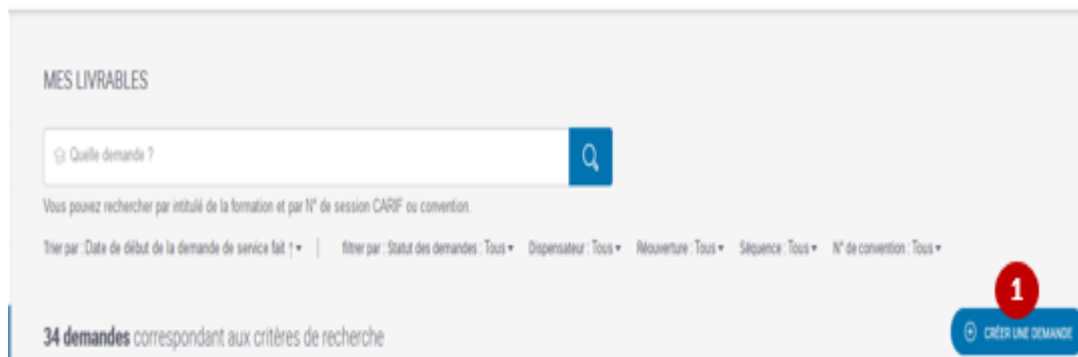 MES LIVRABLES
Quelle demande ?
Vous pouvez rechercher par intitulé de la formation et par N° de session CARIF ou convention.
Trier par : Date de début de la demande de service fait ↑ ▾ | filtrer par : Statut des demandes : Tous ▾ Dispensateur : Tous ▾ Réouverture : Tous ▾ Séquence : Tous ▾ N° de convention : Tous ▾
1
34 demandes correspondant aux critères de recherche
CRÉER UNE DEMANDE